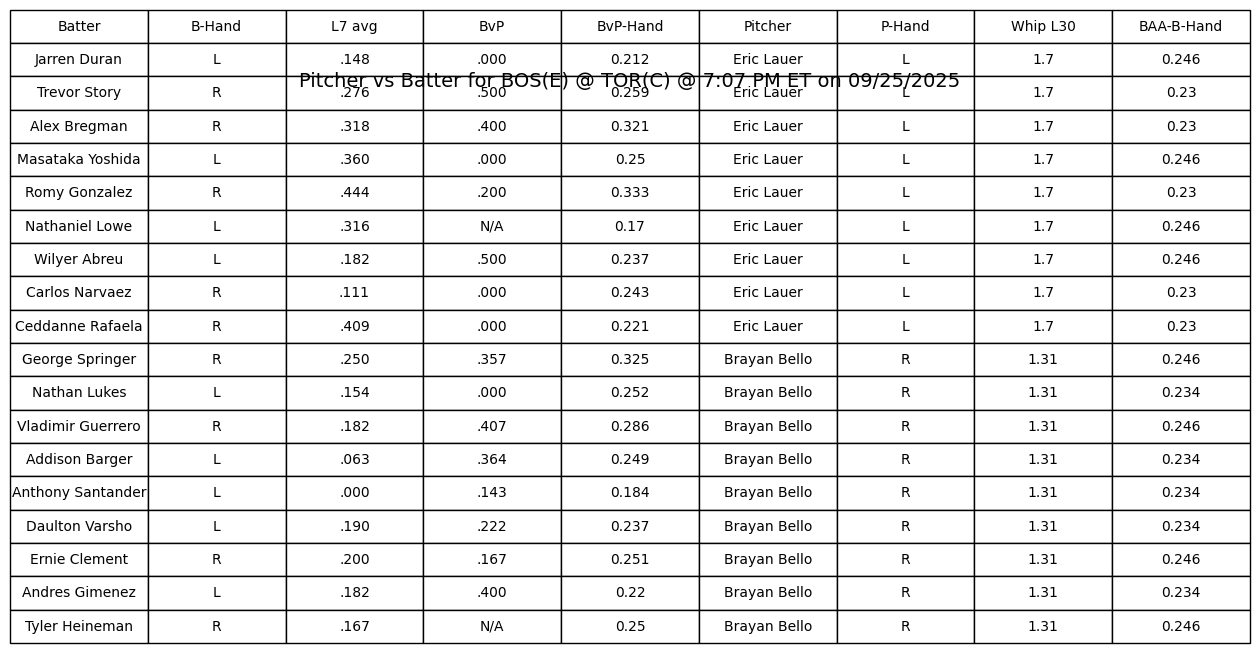 Batter B-Hand L7 avg BvP BvP-Hand Pitcher P-Hand Whip L30 BAA-B-Hand
Jarren Duran L .148 .000 0.212 Eric Lauer L 1.7 0.246
Pitcher vs Batter for BOS(E) @ TOR(C) @ 7:07 PM ET on 09/25/2025
Trevor Story R .276 .500 0.259 Eric Lauer L 1.7 0.23
Alex Bregman R .318 .400 0.321 Eric Lauer L 1.7 0.23
Masataka Yoshida L .360 .000 0.25 Eric Lauer L 1.7 0.246
Romy Gonzalez R .444 .200 0.333 Eric Lauer L 1.7 0.23
Nathaniel Lowe L .316 N/A 0.17 Eric Lauer L 1.7 0.246
Wilyer Abreu L .182 .500 0.237 Eric Lauer L 1.7 0.246
Carlos Narvaez R .111 .000 0.243 Eric Lauer L 1.7 0.23
Ceddanne Rafaela R .409 .000 0.221 Eric Lauer L 1.7 0.23
George Springer R .250 .357 0.325 Brayan Bello R 1.31 0.246
Nathan Lukes L .154 .000 0.252 Brayan Bello R 1.31 0.234
Vladimir Guerrero R .182 .407 0.286 Brayan Bello R 1.31 0.246
Addison Barger L .063 .364 0.249 Brayan Bello R 1.31 0.234
Anthony Santander L .000 .143 0.184 Brayan Bello R 1.31 0.234
Daulton Varsho L .190 .222 0.237 Brayan Bello R 1.31 0.234
Ernie Clement R .200 .167 0.251 Brayan Bello R 1.31 0.246
Andres Gimenez L .182 .400 0.22 Brayan Bello R 1.31 0.234
Tyler Heineman R .167 N/A 0.25 Brayan Bello R 1.31 0.246